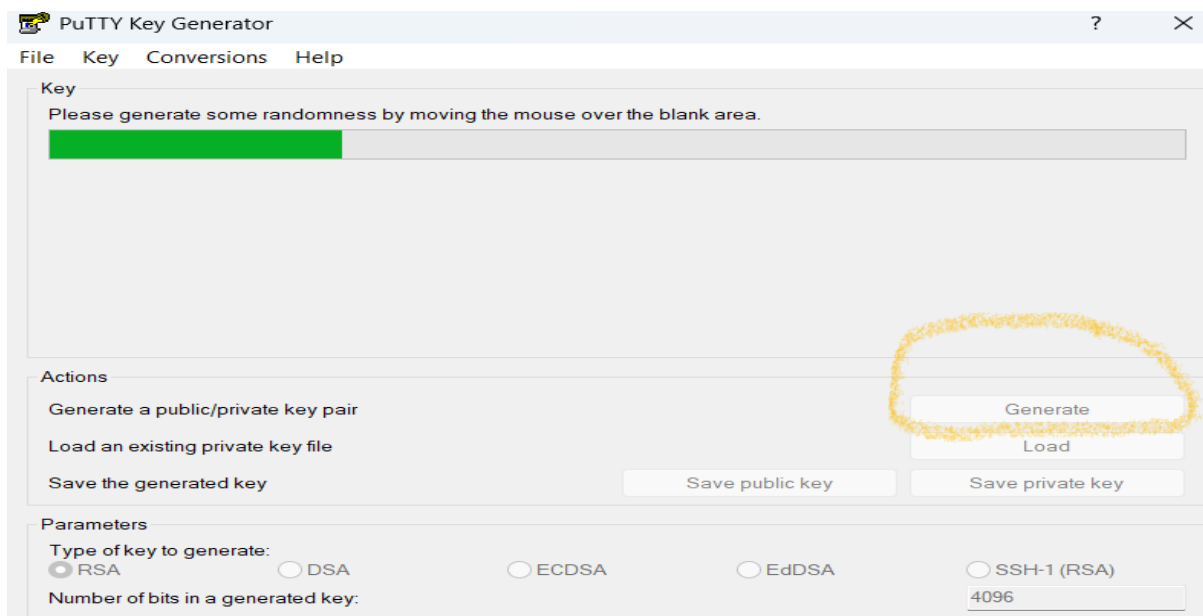 PuTTY Key Generator ? ×
File Key Conversions Help
Key
Please generate some randomness by moving the mouse over the blank area.
Actions
Generate a public/private key pair Generate
Load an existing private key file Load
Save the generated key Save public key Save private key
Parameters
Type of key to generate:
RSA DSA ECDSA EdDSA SSH-1 (RSA)
Number of bits in a generated key: 4096